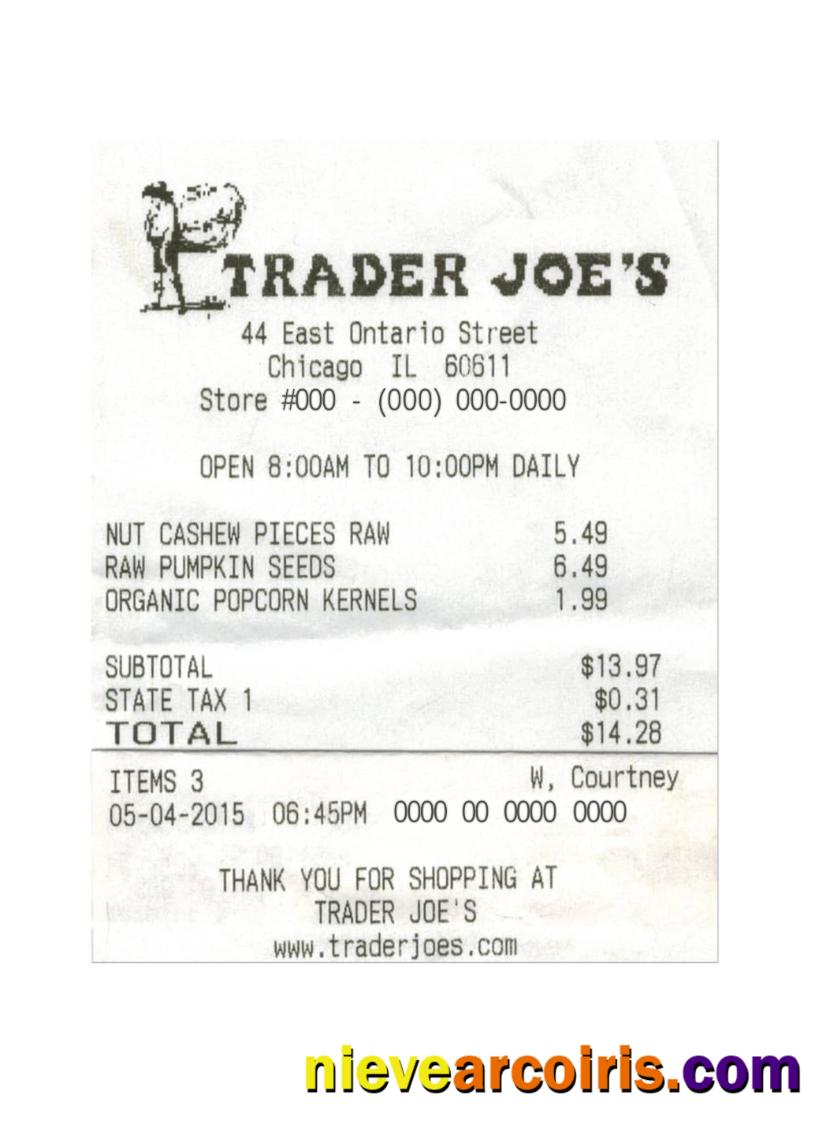 TRADER JOE'S
44 East Ontario Street
Chicago IL 60611
Store #000 - (000) 000-0000
OPEN 8:00AM TO 10:00PM DAILY
NUT CASHEW PIECES RAW 5.49
RAW PUMPKIN SEEDS 6.49
ORGANIC POPCORN KERNELS 1.99
SUBTOTAL $13.97
STATE TAX 1 $0.31
TOTAL $14.28
ITEMS 3 W, Courtney
05-04-2015 06:45PM 0000 00 0000 0000
THANK YOU FOR SHOPPING AT
TRADER JOE'S
www.traderjoes.com
nievearcoiris.com